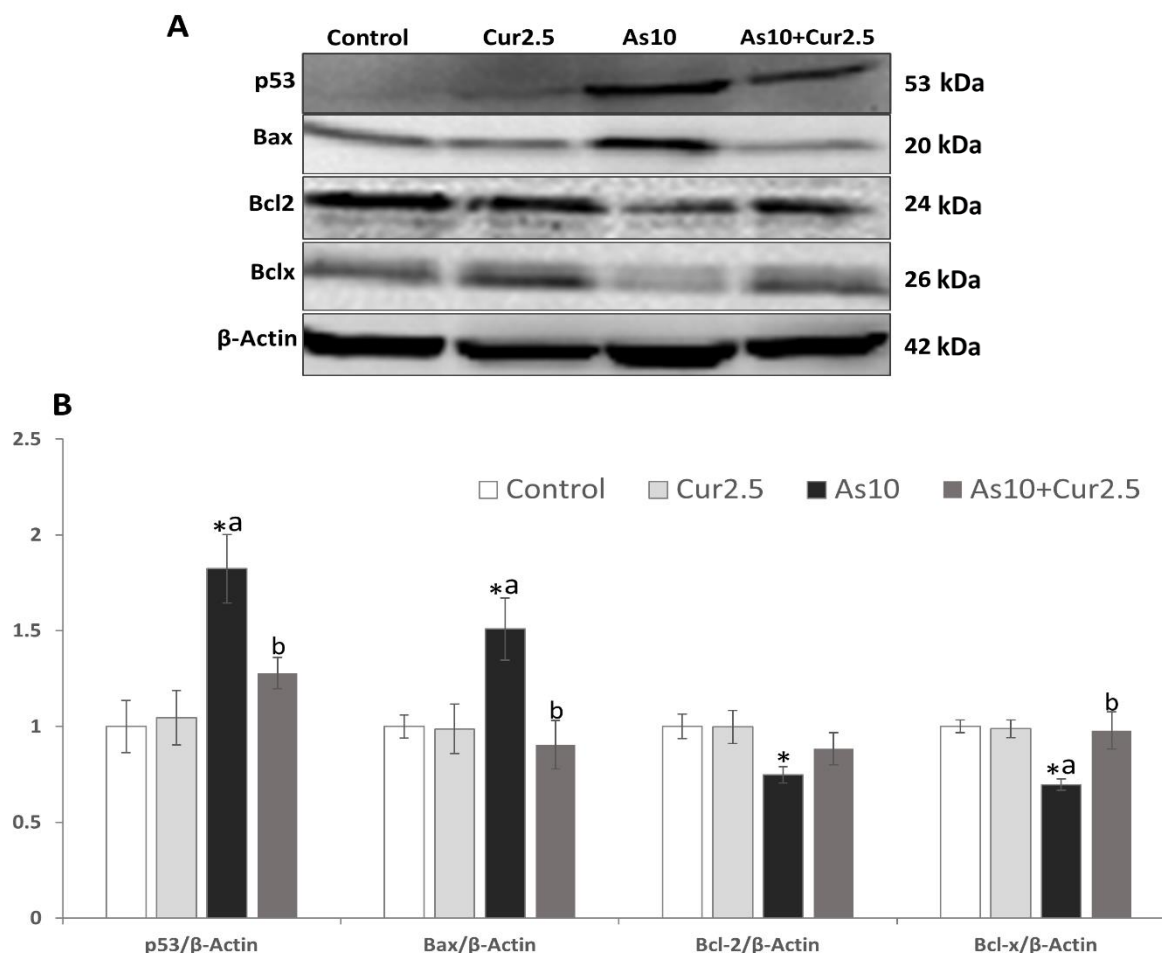 A
Control Cur2.5 As10 As10+Cur2.5
p53 53 kDa
Bax 20 kDa
Bcl2 24 kDa
Bclx 26 kDa
β-Actin 42 kDa
B
2.5
Control Cur2.5 As10 As10+Cur2.5
2
*a
*a
1.5
b
b
b
1
*
*a
0.5
0
p53/β-Actin Bax/β-Actin Bcl-2/β-Actin Bcl-x/β-Actin